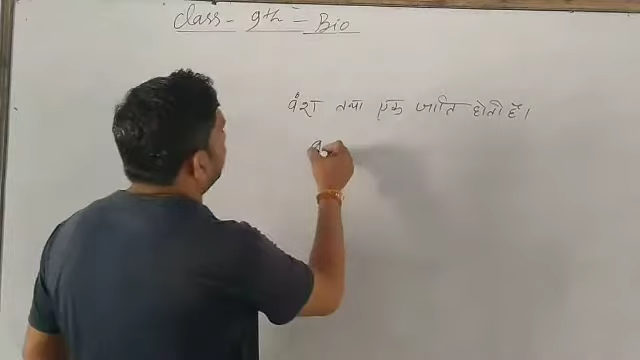 Class - 9th - Bio
वंश तथा एक जाति होती है।